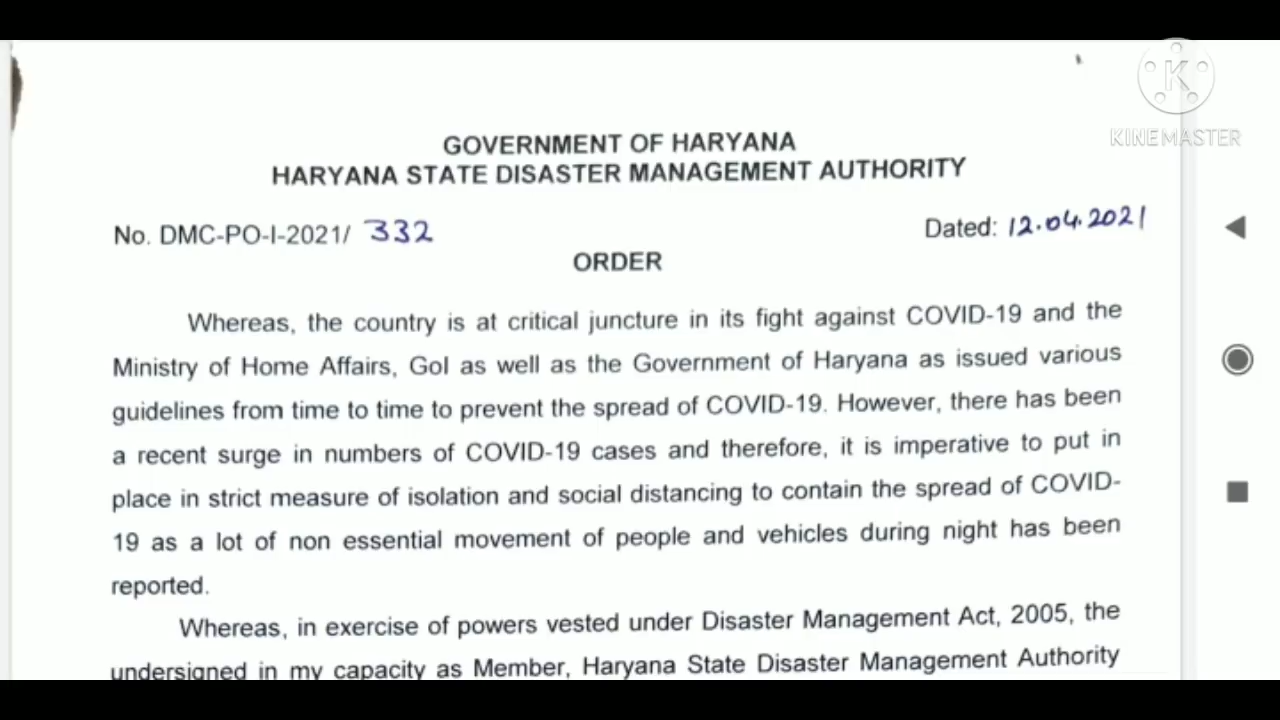 KINEMASTER
GOVERNMENT OF HARYANA
HARYANA STATE DISASTER MANAGEMENT AUTHORITY
No. DMC-PO-I-2021/ 332
Dated: 12.04.2021
ORDER
Whereas, the country is at critical juncture in its fight against COVID-19 and the
Ministry of Home Affairs, GoI as well as the Government of Haryana as issued various
guidelines from time to time to prevent the spread of COVID-19. However, there has been
a recent surge in numbers of COVID-19 cases and therefore, it is imperative to put in
place in strict measure of isolation and social distancing to contain the spread of COVID-
19 as a lot of non essential movement of people and vehicles during night has been
reported.
Whereas, in exercise of powers vested under Disaster Management Act, 2005, the
undersigned in my capacity as Member, Haryana State Disaster Management Authority